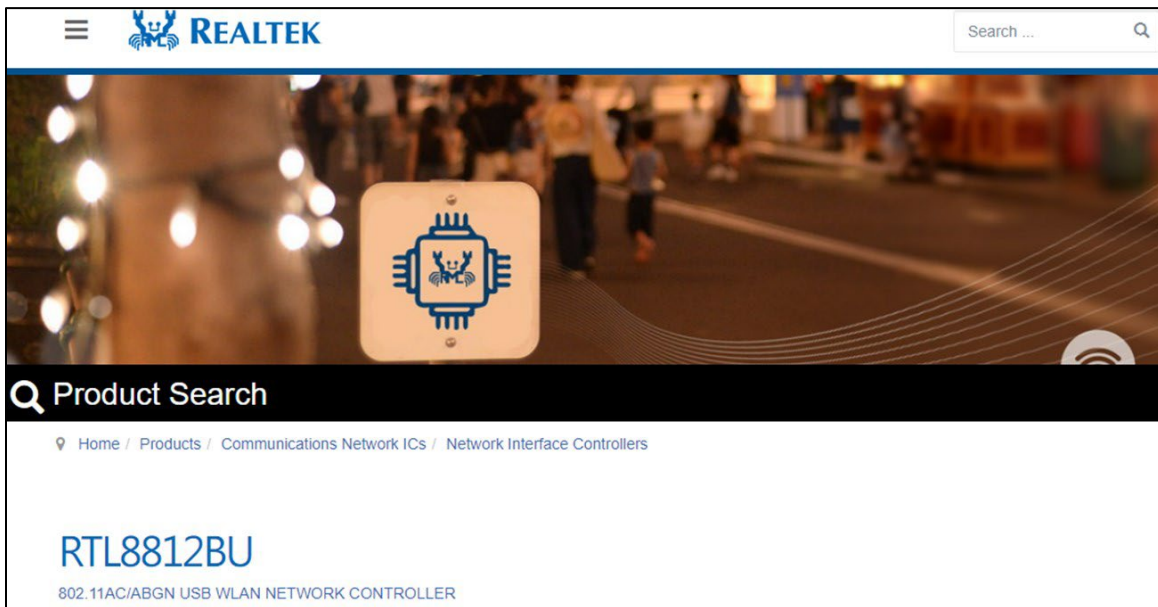 REALTEK
Search ...
Product Search
Home / Products / Communications Network ICs / Network Interface Controllers
RTL8812BU
802.11AC/ABGN USB WLAN NETWORK CONTROLLER